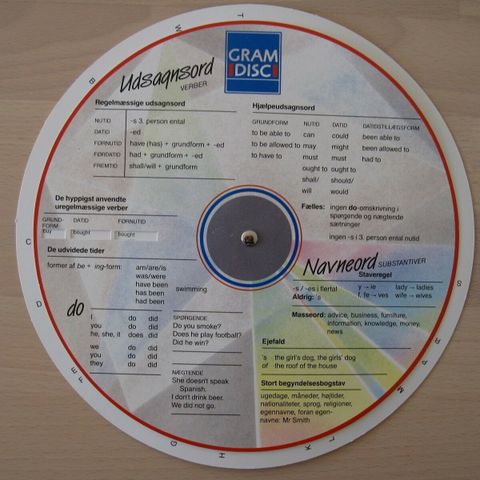 GRAM
DISC
Udsagnsord
VERBER
Regelmæssige udsagnsord
NUTID -s 3. person ental
DATID -ed
FØRNUTID have (has) + grundform + -ed
FØRDATID had + grundform + -ed
FREMTID shall/will + grundform
Hjælpeudsagnsord
GRUNDFORM NUTID DATID DATIDSTILLÆGSFORM
to be able to can could been able to
to be allowed to may might been allowed to
to have to must must had to
ought to ought to
shall/ should/
will would
Fælles: ingen do-omskrivning i
spørgende og nægtende
sætninger
ingen -s i 3. person ental nutid
De hyppigst anvendte
uregelmæssige verber
GRUND-
FORM DATID FØRNUTID
buy bought bought
De udvidede tider
former af be + ing-form: am/are/is
was/were
have been
has been
had been
swimming
do
I do did
you do did
he, she, it does did
we do did
you do did
they do did
SPØRGENDE
Do you smoke?
Does he play football?
Did he win?
NÆGTENDE
She doesn't speak
Spanish.
I don't drink beer.
We did not go.
Navneord
SUBSTANTIVER
Staveregel
-s / -es i flertal y → ie lady → ladies
Aldrig: 's f, fe → ves wife → wives
Masseord: advice, business, furniture,
information, knowledge, money,
news
Ejefald
's the girl's dog, the girls' dog
of the roof of the house
Stort begyndelsesbogstav
ugedage, måneder, højtider,
nationaliteter, sprog, religioner,
egennavne, foran egen-
navne: Mr Smith
B
W
T
C
D
F
G
H
K
L
M
P
R
S